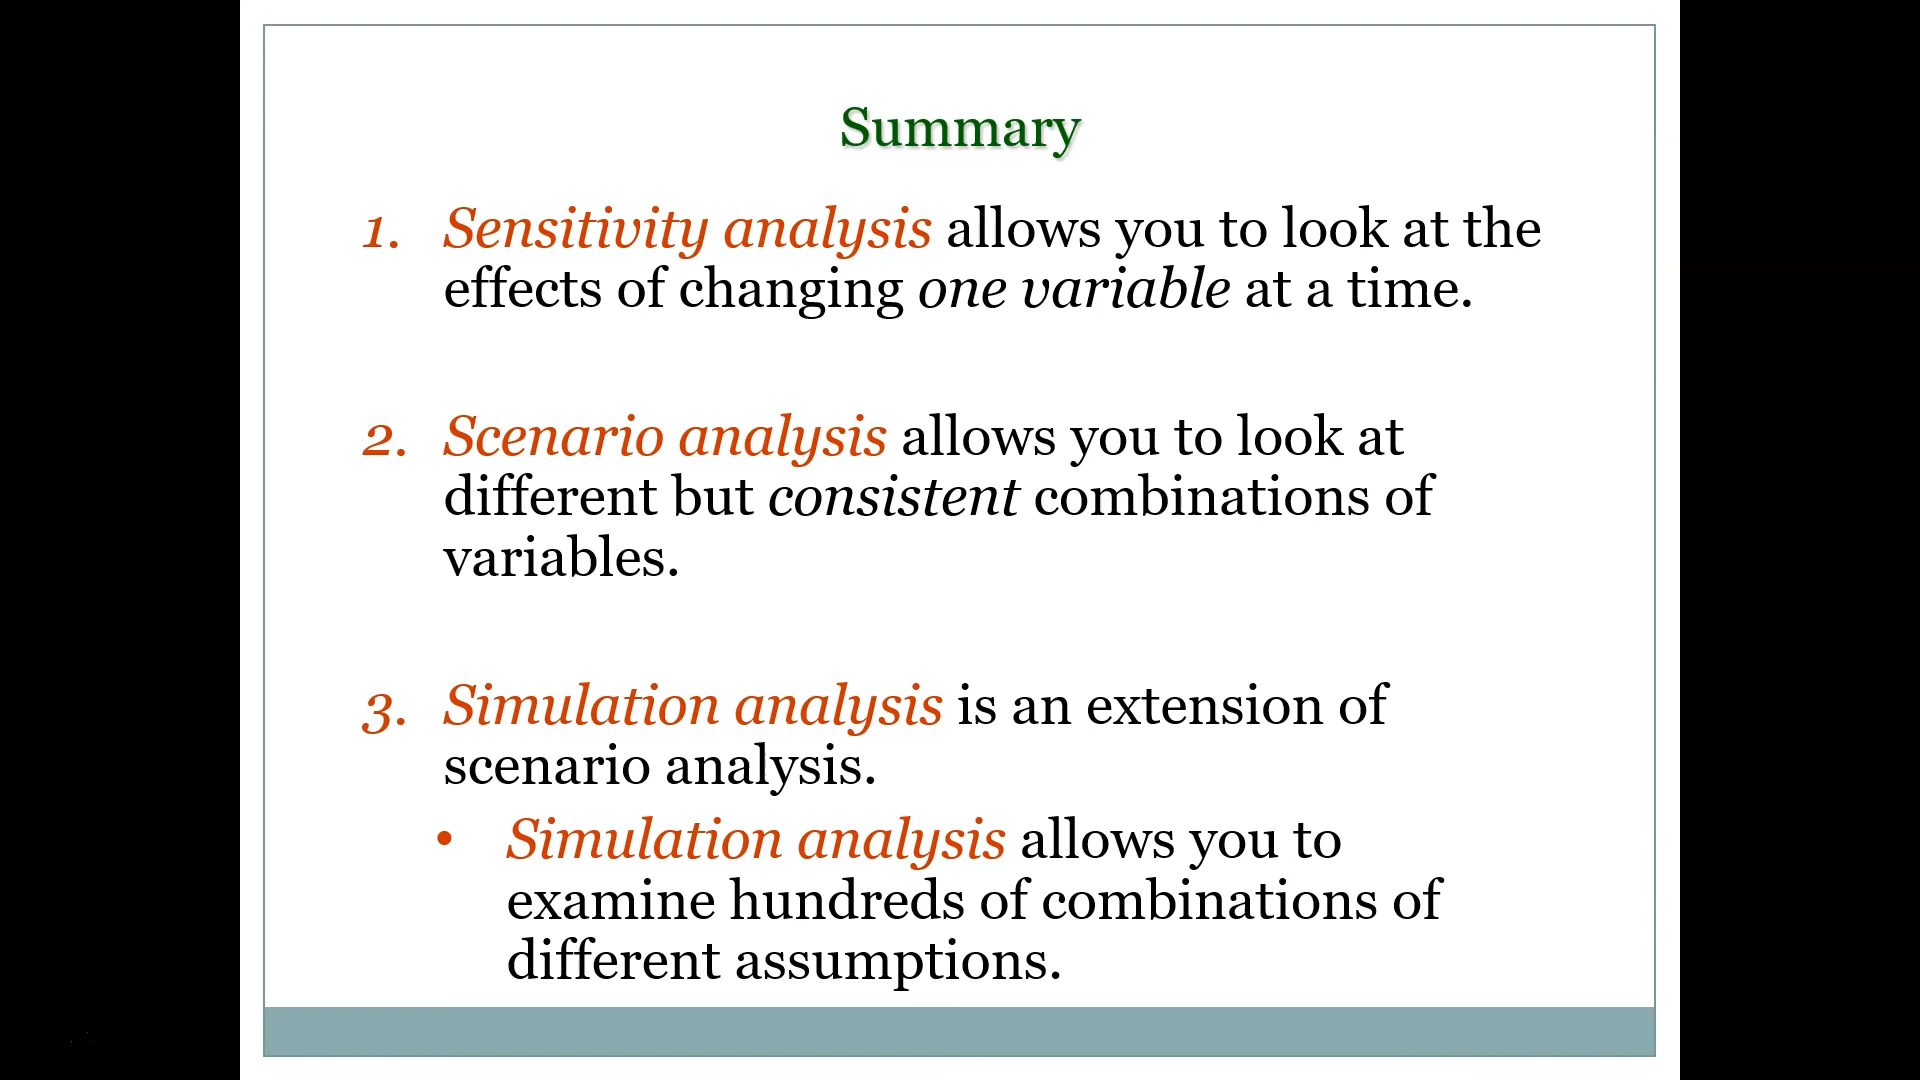 Summary
1. Sensitivity analysis allows you to look at the
effects of changing one variable at a time.
2. Scenario analysis allows you to look at
different but consistent combinations of
variables.
3. Simulation analysis is an extension of
scenario analysis.
• Simulation analysis allows you to
examine hundreds of combinations of
different assumptions.